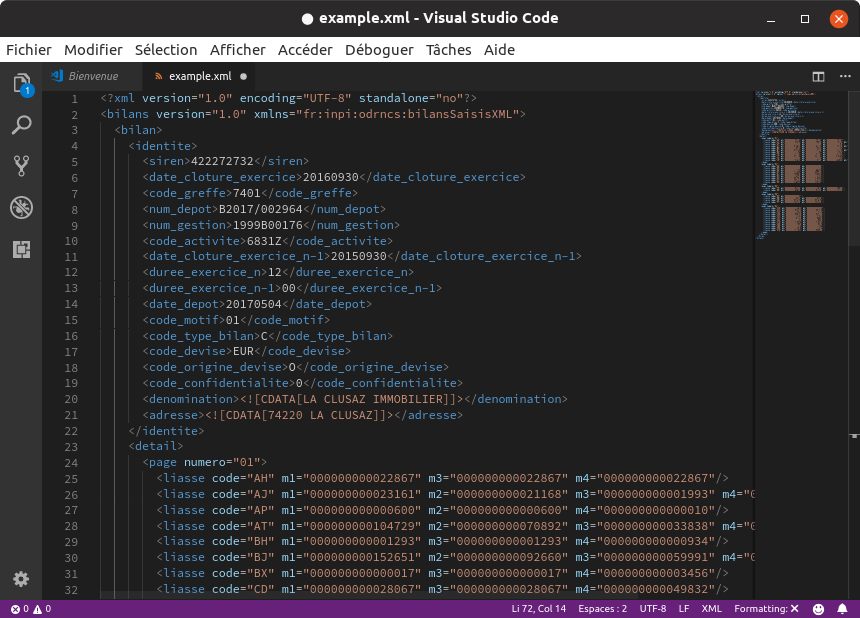 example.xml - Visual Studio Code
Fichier Modifier Sélection Afficher Accéder Déboguer Tâches Aide
Bienvenue example.xml
1
1 <?xml version="1.0" encoding="UTF-8" standalone="no"?>
2 <bilans version="1.0" xmlns="fr:inpi:odrncs:bilansSaisisXML">
3 <bilan>
4 <identite>
5 <siren>422272732</siren>
6 <date_cloture_exercice>20160930</date_cloture_exercice>
7 <code_greffe>7401</code_greffe>
8 <num_depot>B2017/002964</num_depot>
9 <num_gestion>1999B00176</num_gestion>
10 <code_activite>6831Z</code_activite>
11 <date_cloture_exercice_n-1>20150930</date_cloture_exercice_n-1>
12 <duree_exercice_n>12</duree_exercice_n>
13 <duree_exercice_n-1>00</duree_exercice_n-1>
14 <date_depot>20170504</date_depot>
15 <code_motif>01</code_motif>
16 <code_type_bilan>C</code_type_bilan>
17 <code_devise>EUR</code_devise>
18 <code_origine_devise>O</code_origine_devise>
19 <code_confidentialite>0</code_confidentialite>
20 <denomination><![CDATA[LA CLUSAZ IMMOBILIER]]></denomination>
21 <adresse><![CDATA[74220 LA CLUSAZ]]></adresse>
22 </identite>
23 <detail>
24 <page numero="01">
25 <liasse code="AH" m1="000000000022867" m3="000000000022867" m4="000000000022867"/>
26 <liasse code="AJ" m1="000000000023161" m2="000000000021168" m3="000000000001993" m4="0
27 <liasse code="AP" m1="000000000000600" m2="000000000000600" m4="000000000000010"/>
28 <liasse code="AT" m1="000000000104729" m2="000000000070892" m3="000000000033838" m4="0
29 <liasse code="BH" m1="000000000001293" m3="000000000001293" m4="000000000000934"/>
30 <liasse code="BJ" m1="000000000152651" m2="000000000092660" m3="000000000059991" m4="0
31 <liasse code="BX" m1="000000000000017" m3="000000000000017" m4="000000000003456"/>
32 <liasse code="CD" m1="000000000028067" m3="000000000028067" m4="000000000049832"/>
0 0 Li 72, Col 14 Espaces : 2 UTF-8 LF XML Formatting: ✕